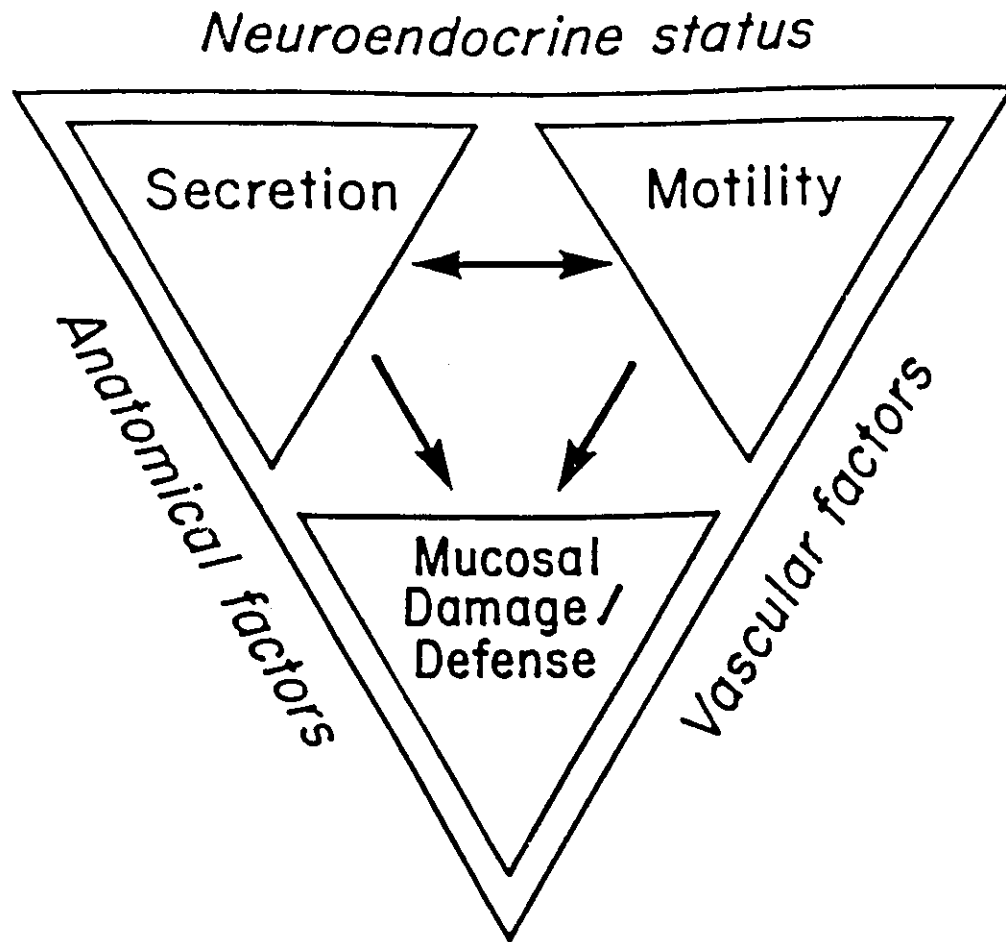 Neuroendocrine status
Secretion
Motility
Anatomical factors
Vascular factors
Mucosal
Damage/
Defense